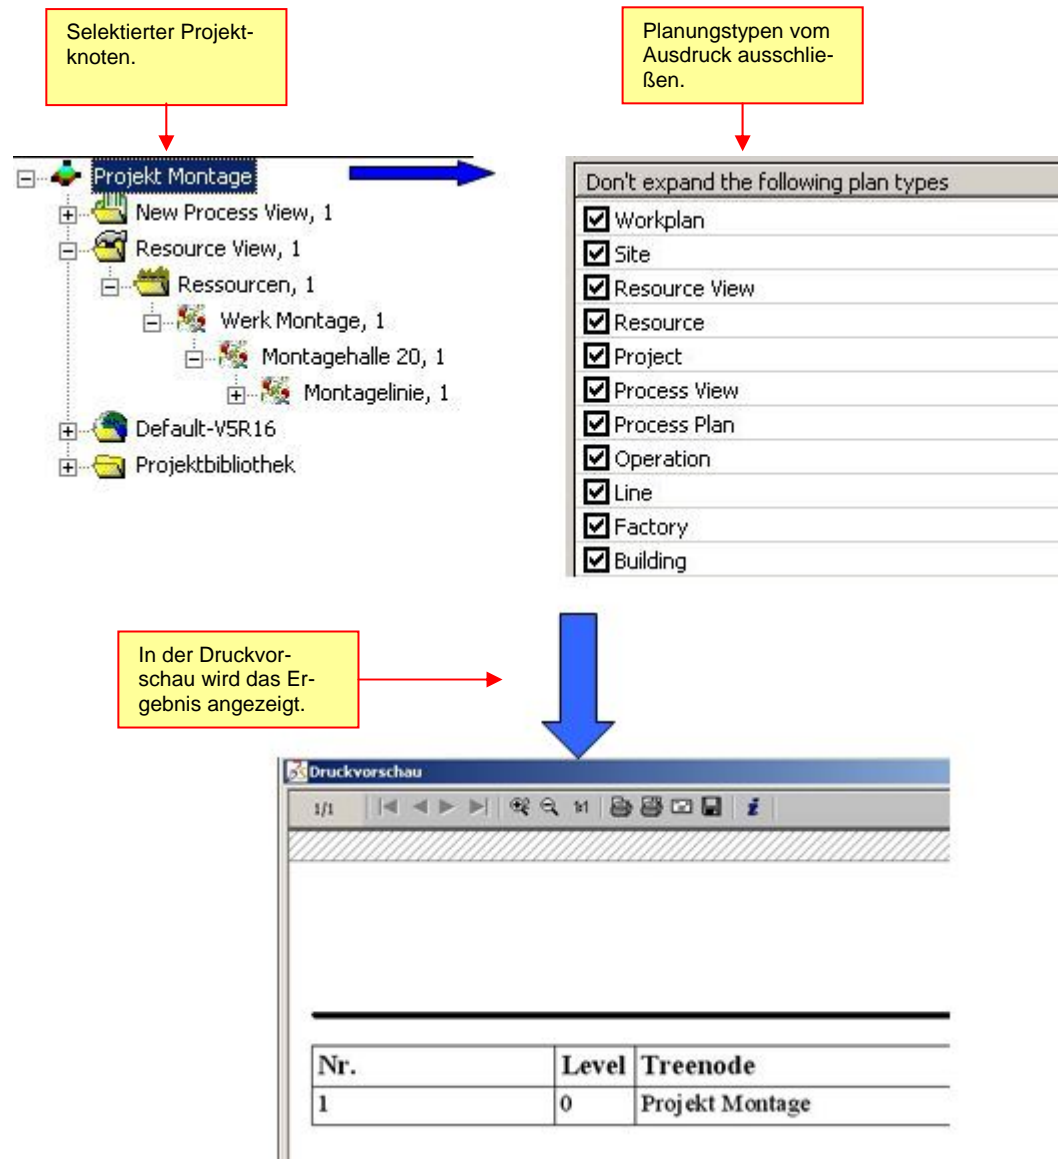 Selektierter Projekt-
knoten.
Planungstypen vom
Ausdruck ausschlie-
ßen.
Projekt Montage
New Process View, 1
Resource View, 1
Ressourcen, 1
Werk Montage, 1
Montagehalle 20, 1
Montagelinie, 1
Default-V5R16
Projektbibliothek
Don't expand the following plan types
Workplan
Site
Resource View
Resource
Project
Process View
Process Plan
Operation
Line
Factory
Building
In der Druckvor-
schau wird das Er-
gebnis angezeigt.
Druckvorschau
1/1 1:1 i
Nr. Level Treenode
1 0 Projekt Montage